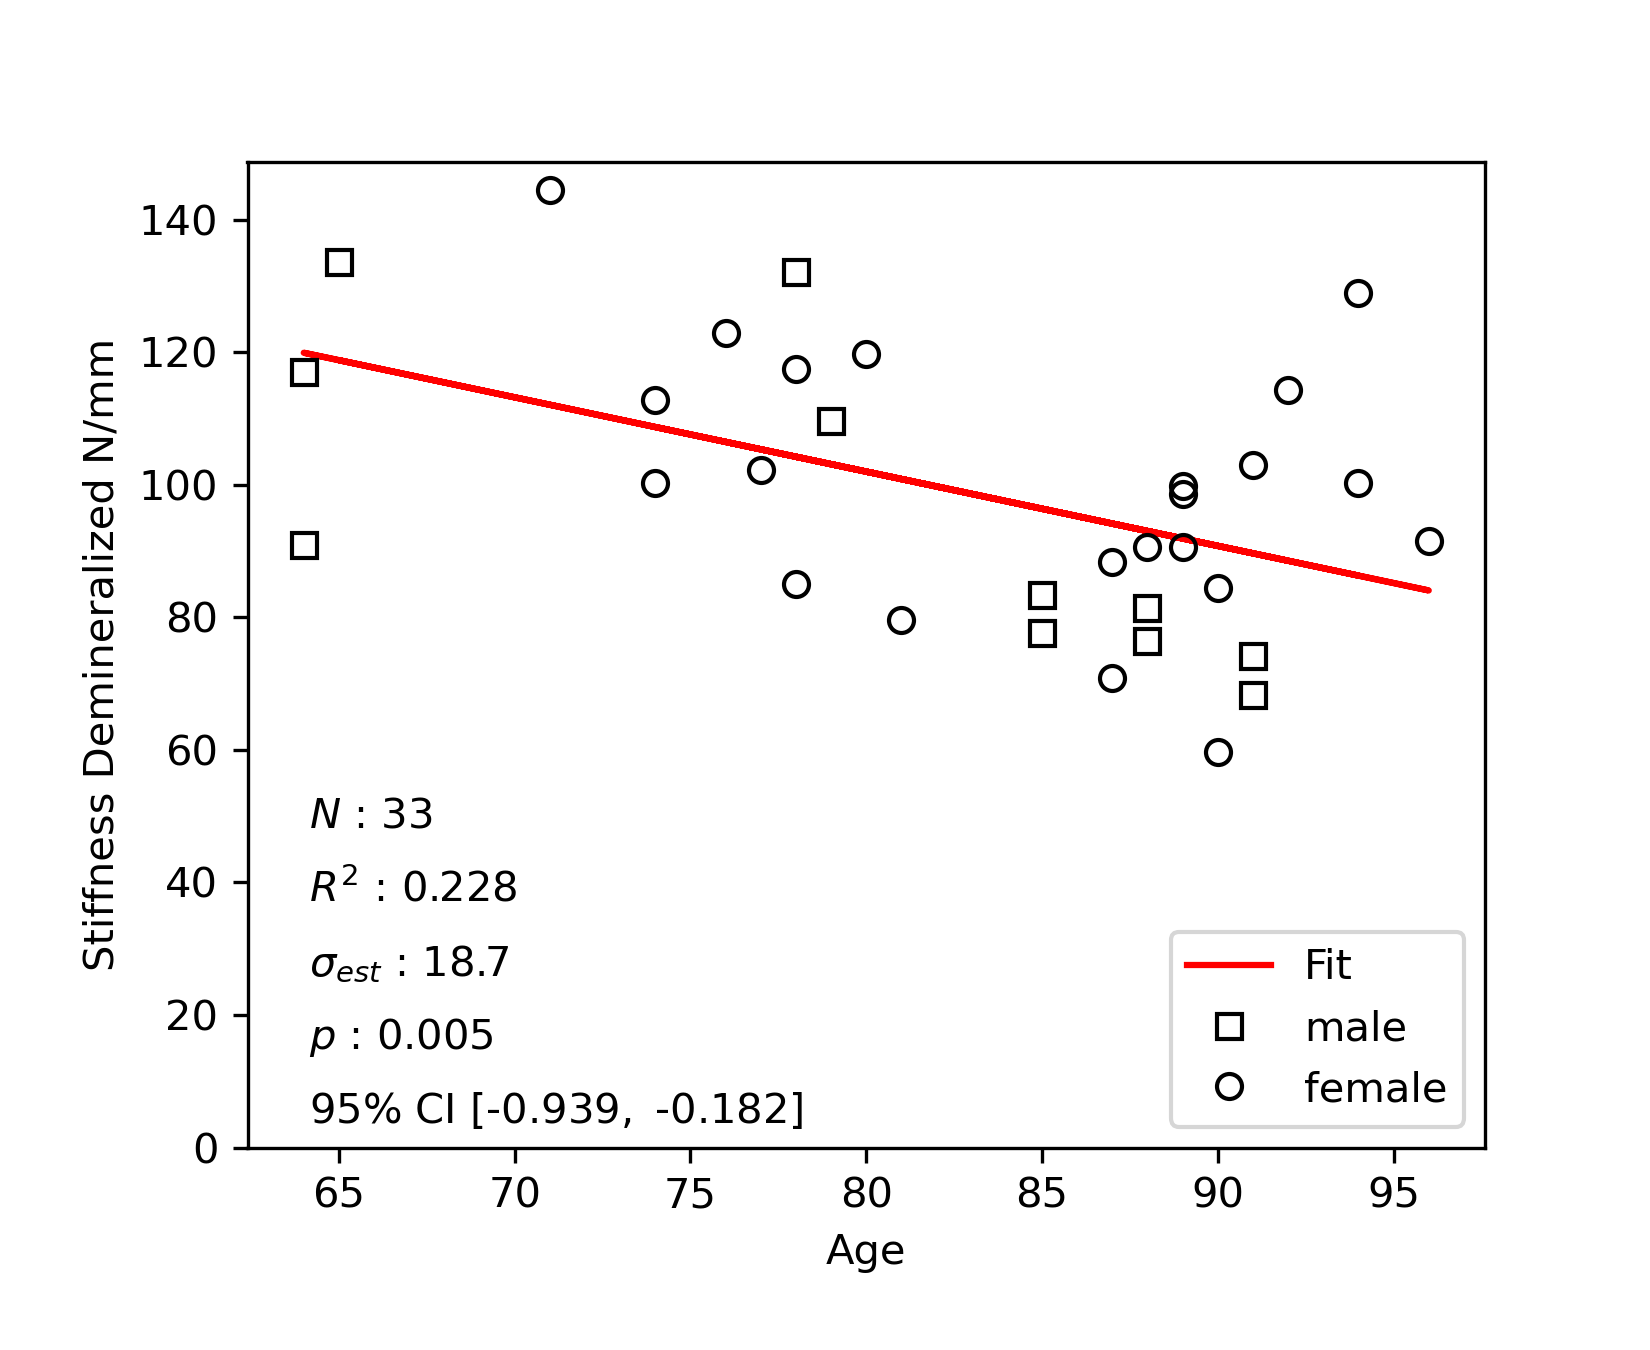 140
120
100
80
60
40
20
0
Stiffness Demineralized N/mm
N : 33
R² : 0.228
σest : 18.7
p : 0.005
95% CI [-0.939, -0.182]
Fit
male
female
65 70 75 80 85 90 95
Age